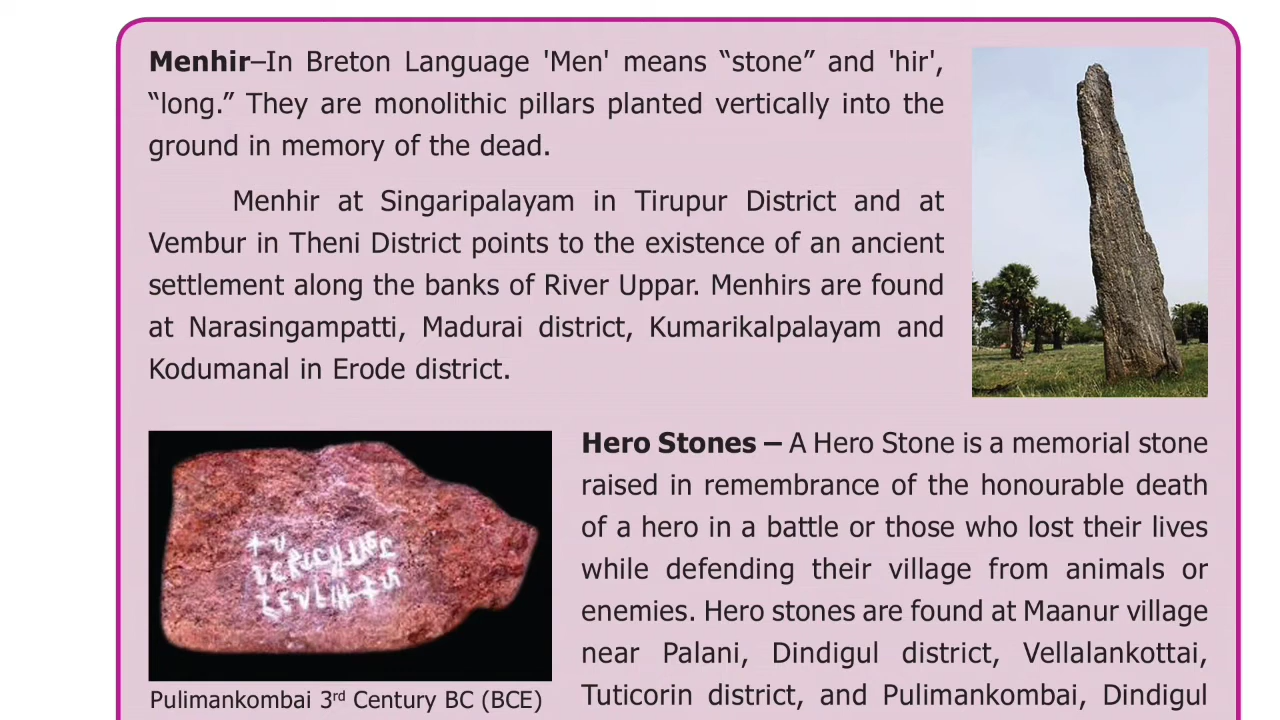 Menhir–In Breton Language 'Men' means “stone” and 'hir',
“long.” They are monolithic pillars planted vertically into the
ground in memory of the dead.
Menhir at Singaripalayam in Tirupur District and at
Vembur in Theni District points to the existence of an ancient
settlement along the banks of River Uppar. Menhirs are found
at Narasingampatti, Madurai district, Kumarikalpalayam and
Kodumanal in Erode district.
Hero Stones – A Hero Stone is a memorial stone
raised in remembrance of the honourable death
of a hero in a battle or those who lost their lives
while defending their village from animals or
enemies. Hero stones are found at Maanur village
near Palani, Dindigul district, Vellalankottai,
Tuticorin district, and Pulimankombai, Dindigul
Pulimankombai 3rd Century BC (BCE)